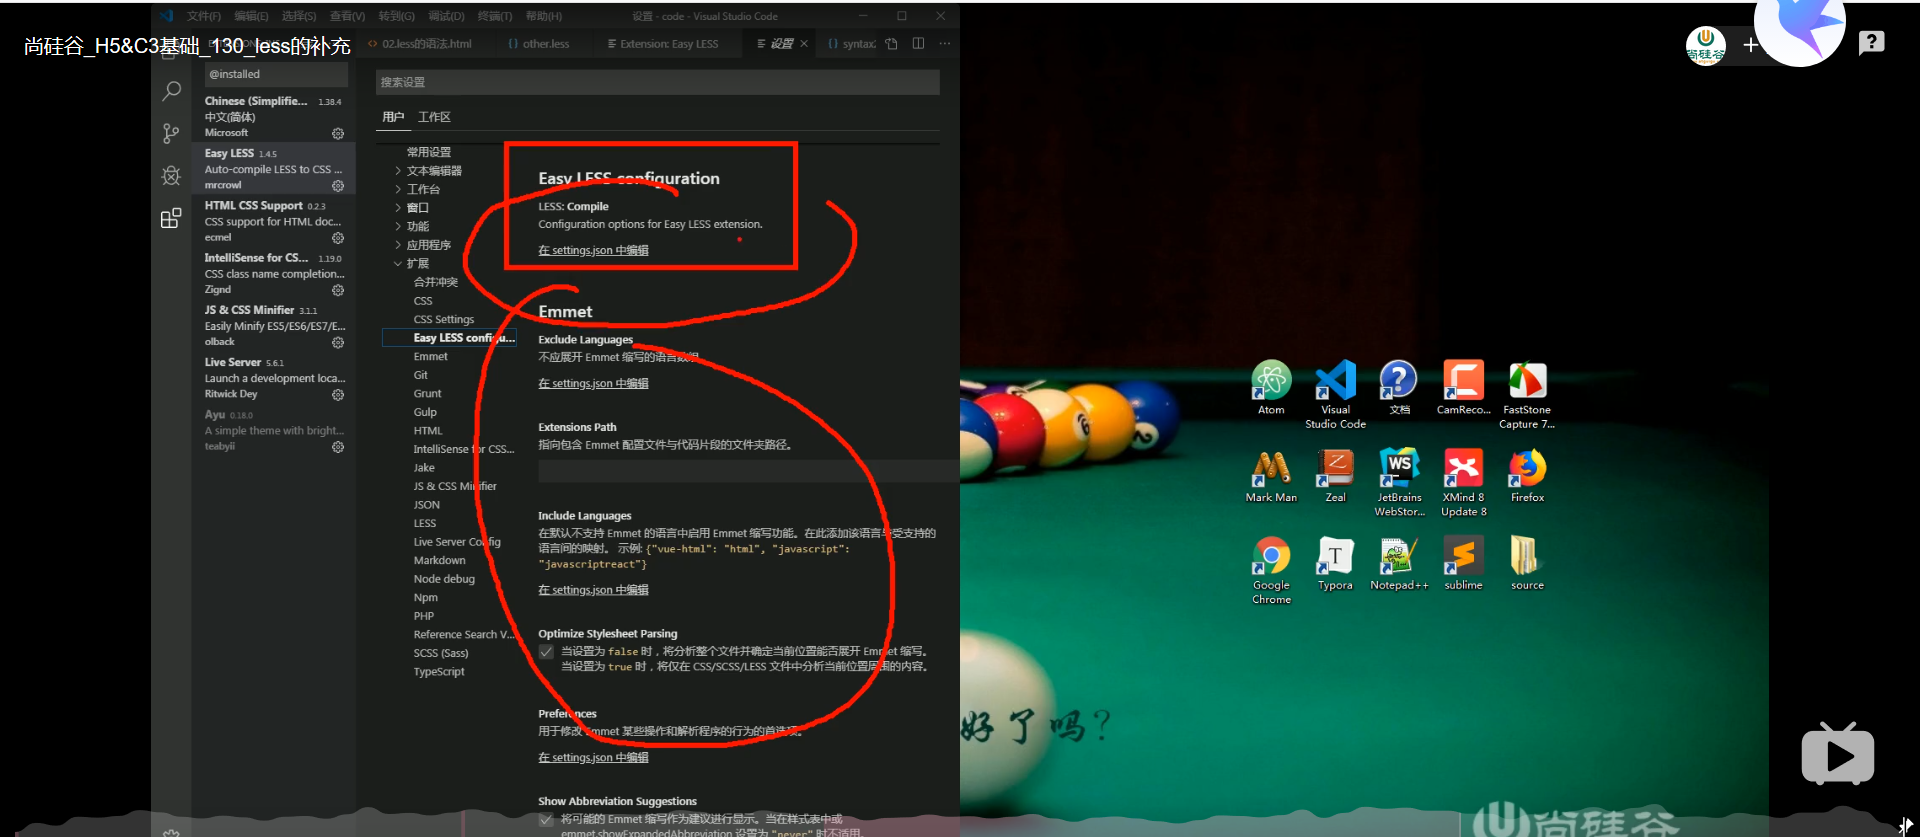 文件(F) 编辑(E) 选择(S) 查看(V) 转到(G) 调试(D) 终端(T) 帮助(H) 设置 - code - Visual Studio Code
尚硅谷_H5&C3基础_130_less的补充
02.less的语法.html other.less Extension: Easy LESS 设置 syntax2
@installed
Chinese (Simplifie... 1.38.4
中文(简体)
Microsoft
Easy LESS 1.4.5
Auto-compile LESS to CSS ...
mrcrowl
HTML CSS Support 0.2.3
CSS support for HTML doc...
ecmel
IntelliSense for CS... 1.19.0
CSS class name completion...
Zignd
JS & CSS Minifier 3.1.1
Easily Minify ES5/ES6/ES7/E...
olback
Live Server 5.6.1
Launch a development loca...
Ritwick Dey
Ayu 0.18.0
A simple theme with bright...
teabyii
搜索设置
用户 工作区
常用设置
文本编辑器
工作台
窗口
功能
应用程序
扩展
合并冲突
CSS
CSS Settings
Easy LESS configu...
Emmet
Git
Grunt
Gulp
HTML
IntelliSense for CSS...
Jake
JS & CSS Minifier
JSON
LESS
Live Server Config
Markdown
Node debug
Npm
PHP
Reference Search V...
SCSS (Sass)
TypeScript
Easy LESS configuration
LESS: Compile
Configuration options for Easy LESS extension.
在 settings.json 中编辑
Emmet
Exclude Languages
不应展开 Emmet 编写的语言数组
在 settings.json 中编辑
Extensions Path
指向包含 Emmet 配置文件与代码片段的文件夹路径。
Include Languages
在默认不支持 Emmet 的语言中启用 Emmet 缩写功能。在此添加该语言与受支持的
语言间的映射。 示例: {"vue-html": "html", "javascript":
"javascriptreact"}
在 settings.json 中编辑
Optimize Stylesheet Parsing
当设置为 false 时，将分析整个文件并确定当前位置能否展开 Emmet 缩写。
当设置为 true 时，将仅在 CSS/SCSS/LESS 文件中分析当前位置周围的内容。
Preferences
用于修改 Emmet 某些操作和解析程序的行为的首选项。
在 settings.json 中编辑
Show Abbreviation Suggestions
将可能的 Emmet 缩写作为建议进行显示。当在样式表中或
emmet.showExpandedAbbreviation 设置为 "never" 时不适用。
尚硅谷
Atom
Visual
Studio Code
文档
CamReco...
FastStone
Capture 7...
Mark Man
Zeal
JetBrains
WebStor...
XMind 8
Update 8
Firefox
Google
Chrome
Typora
Notepad++
sublime
source
好了吗?
尚硅谷